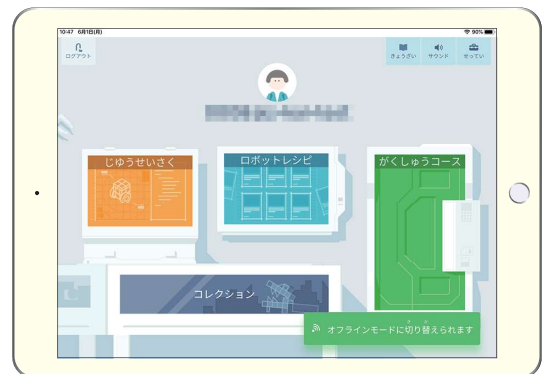 10:47 6月1日(月)
90%
ログアウト
きょうざい
サウンド
せってい
じゆうせいさく
ロボットレシピ
がくしゅうコース
コレクション
オフラインモードに切り替えられます